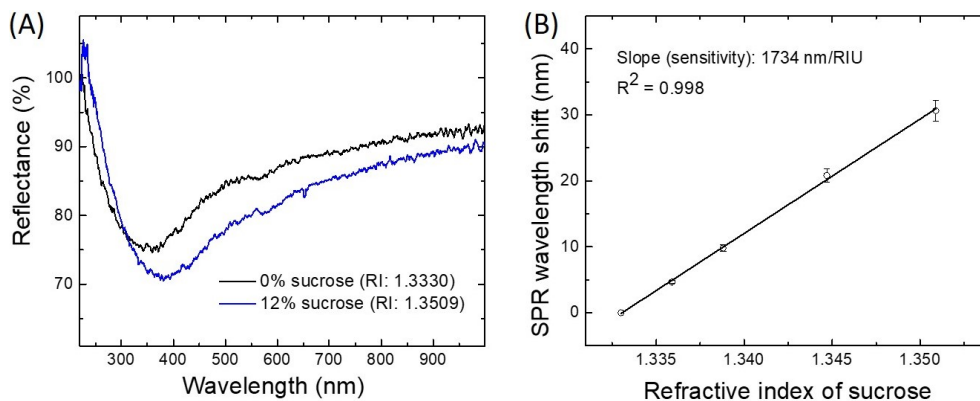 (A)
Reflectance (%)
100
90
80
70
0% sucrose (RI: 1.3330)
12% sucrose (RI: 1.3509)
300 400 500 600 700 800 900
Wavelength (nm)
(B)
SPR wavelength shift (nm)
40
30
20
10
0
Slope (sensitivity): 1734 nm/RIU
R² = 0.998
1.335 1.340 1.345 1.350
Refractive index of sucrose